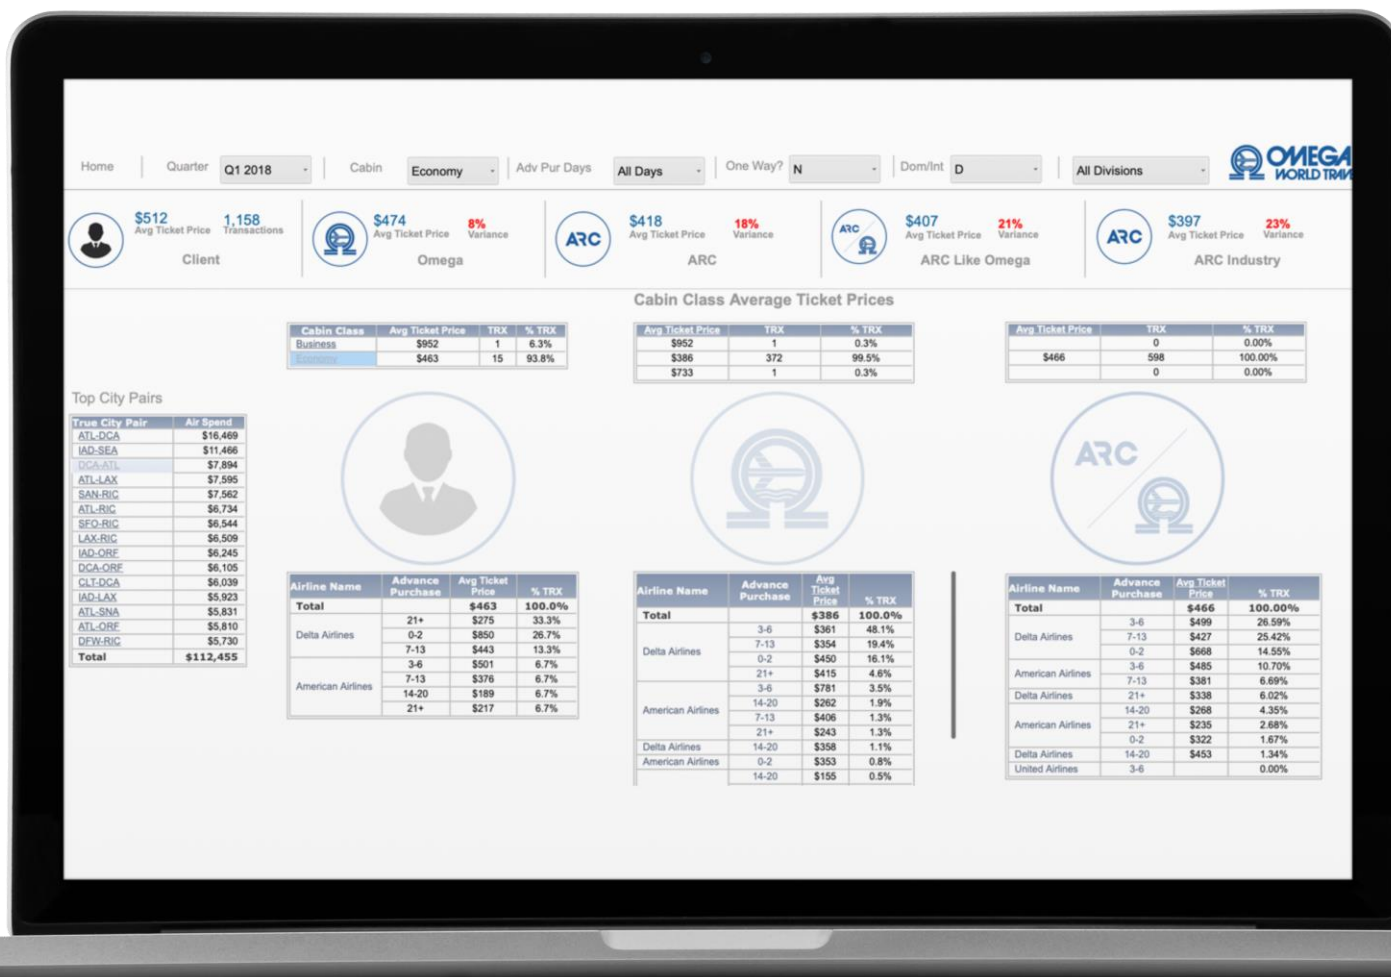 Home Quarter Q1 2018 Cabin Economy Adv Pur Days All Days One Way? N Dom/Int D All Divisions
OMEGA
WORLD TRAV
$512 1,158 $474 8% $418 18% $407 21% $397 23%
Avg Ticket Price Transactions Avg Ticket Price Variance Avg Ticket Price Variance Avg Ticket Price Variance Avg Ticket Price Variance
ARC ARC ARC
Client Omega ARC ARC Like Omega ARC Industry
Cabin Class Average Ticket Prices
Cabin Class Avg Ticket Price TRX % TRX
Business $952 1 6.3%
Economy $463 15 93.8%
Avg Ticket Price TRX % TRX
$952 1 0.3%
$386 372 99.5%
$733 1 0.3%
Avg Ticket Price TRX % TRX
0 0.00%
$466 598 100.00%
0 0.00%
Top City Pairs
True City Pair Air Spend
ATL-DCA $16,469
IAD-SEA $11,466
DCA-ATL $7,894
ATL-LAX $7,595
SAN-RIC $7,562
ATL-RIC $6,734
SFO-RIC $6,544
LAX-RIC $6,509
IAD-ORF $6,245
DCA-ORF $6,105
CLT-DCA $6,039
IAD-LAX $5,923
ATL-SNA $5,831
ATL-ORF $5,810
DFW-RIC $5,730
Total $112,455
ARC
Airline Name Advance Purchase Avg Ticket Price % TRX
Total $463 100.0%
Delta Airlines 21+ $275 33.3%
0-2 $850 26.7%
7-13 $443 13.3%
American Airlines 3-6 $501 6.7%
7-13 $376 6.7%
14-20 $189 6.7%
21+ $217 6.7%
Airline Name Advance Purchase Avg Ticket Price % TRX
Total $386 100.0%
Delta Airlines 3-6 $361 48.1%
7-13 $354 19.4%
0-2 $450 16.1%
21+ $415 4.6%
American Airlines 3-6 $781 3.5%
14-20 $262 1.9%
7-13 $406 1.3%
21+ $243 1.3%
Delta Airlines 14-20 $358 1.1%
American Airlines 0-2 $353 0.8%
14-20 $155 0.5%
Airline Name Advance Purchase Avg Ticket Price % TRX
Total $466 100.00%
Delta Airlines 3-6 $499 26.59%
7-13 $427 25.42%
0-2 $668 14.55%
American Airlines 3-6 $485 10.70%
7-13 $381 6.69%
Delta Airlines 21+ $338 6.02%
American Airlines 14-20 $268 4.35%
21+ $235 2.68%
0-2 $322 1.67%
Delta Airlines 14-20 $453 1.34%
United Airlines 3-6 0.00%